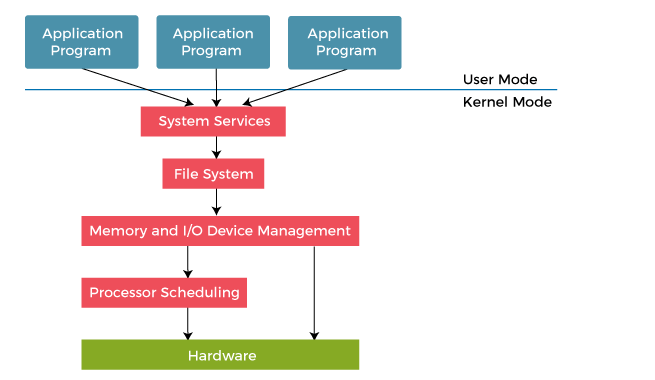 Application
Program
Application
Program
Application
Program
User Mode
Kernel Mode
System Services
File System
Memory and I/O Device Management
Processor Scheduling
Hardware